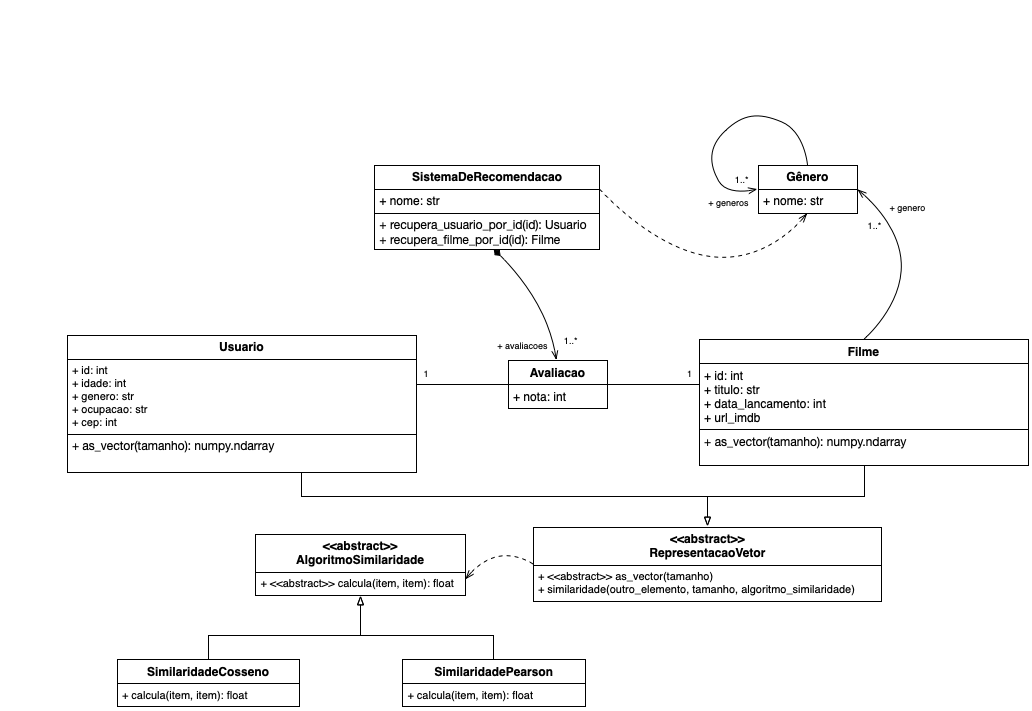 SistemaDeRecomendacao
+ nome: str
+ recupera_usuario_por_id(id): Usuario
+ recupera_filme_por_id(id): Filme
Gênero
+ nome: str
1..*
+ generos
+ genero
1..*
+ avaliacoes
1..*
Usuario
+ id: int
+ idade: int
+ genero: str
+ ocupacao: str
+ cep: int
+ as_vector(tamanho): numpy.ndarray
1
Avaliacao
+ nota: int
1
Filme
+ id: int
+ titulo: str
+ data_lancamento: int
+ url_imdb
+ as_vector(tamanho): numpy.ndarray
<<abstract>>
AlgoritmoSimilaridade
+ <<abstract>> calcula(item, item): float
<<abstract>>
RepresentacaoVetor
+ <<abstract>> as_vector(tamanho)
+ similaridade(outro_elemento, tamanho, algoritmo_similaridade)
SimilaridadeCosseno
+ calcula(item, item): float
SimilaridadePearson
+ calcula(item, item): float